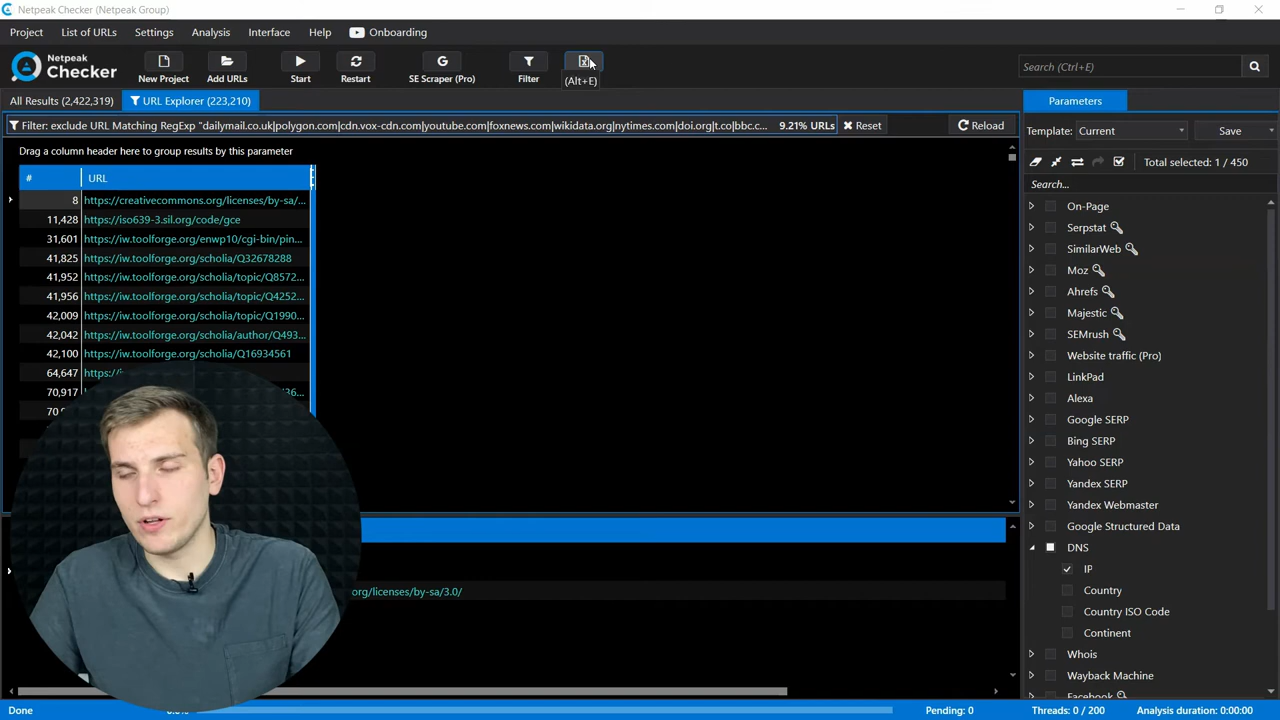 Netpeak Checker (Netpeak Group)
Project List of URLs Settings Analysis Interface Help Onboarding
Netpeak
Checker
New Project Add URLs Start Restart SE Scraper (Pro) Filter (Alt+E)
Search (Ctrl+E)
All Results (2,422,319) URL Explorer (223,210)
Filter: exclude URL Matching RegExp "dailymail.co.uk|polygon.com|cdn.vox-cdn.com|youtube.com|foxnews.com|wikidata.org|nytimes.com|doi.org|t.co|bbc.c... 9.21% URLs Reset Reload
Drag a column header here to group results by this parameter
# URL
8 https://creativecommons.org/licenses/by-sa/...
11,428 https://iso639-3.sil.org/code/gce
31,601 https://iw.toolforge.org/enwp10/cgi-bin/pin...
41,825 https://iw.toolforge.org/scholia/Q32678288
41,952 https://iw.toolforge.org/scholia/topic/Q8572...
41,956 https://iw.toolforge.org/scholia/topic/Q4252...
42,009 https://iw.toolforge.org/scholia/topic/Q1990...
42,042 https://iw.toolforge.org/scholia/author/Q493...
42,100 https://iw.toolforge.org/scholia/Q16934561
64,647
70,917
org/licenses/by-sa/3.0/
Parameters
Template: Current Save
Total selected: 1 / 450
Search...
On-Page
Serpstat
SimilarWeb
Moz
Ahrefs
Majestic
SEMrush
Website traffic (Pro)
LinkPad
Alexa
Google SERP
Bing SERP
Yahoo SERP
Yandex SERP
Yandex Webmaster
Google Structured Data
DNS
IP
Country
Country ISO Code
Continent
Whois
Wayback Machine
Facebook
Done 0.0% Pending: 0 Threads: 0 / 200 Analysis duration: 0:00:00